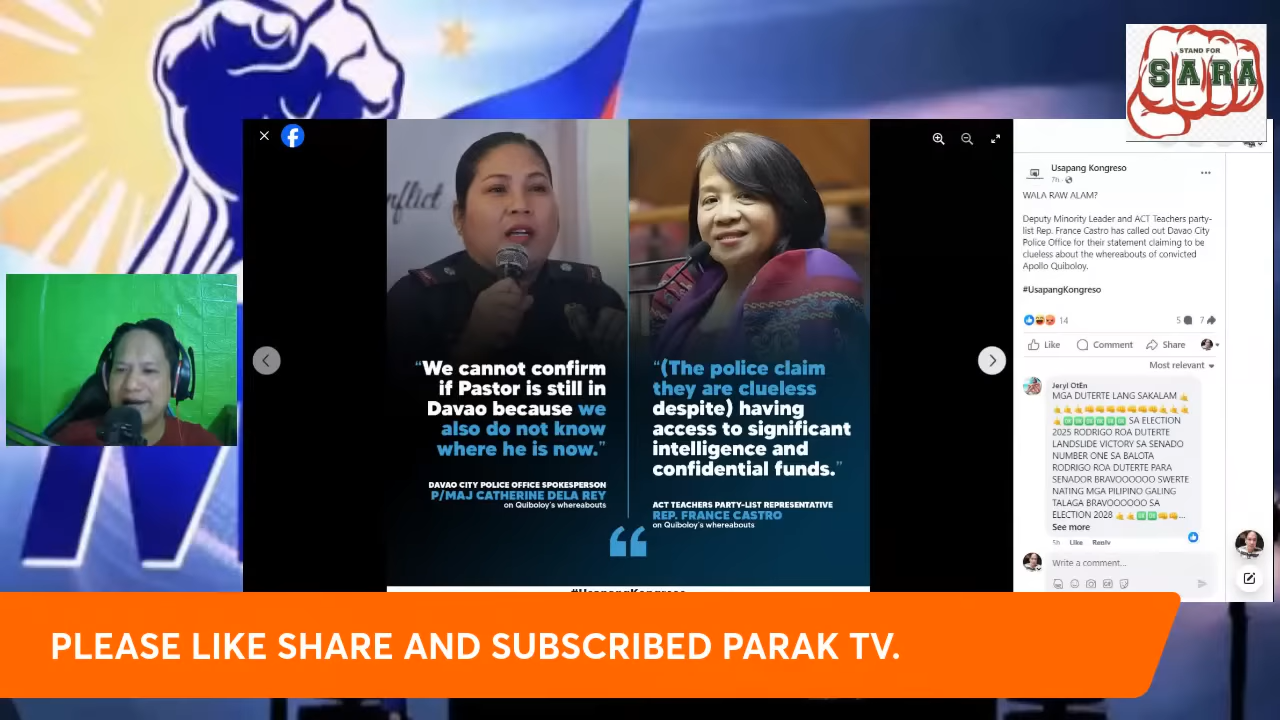 STAND FOR
SARA
nflict
"We cannot confirm
if Pastor is still in
Davao because we
also do not know
where he is now."
DAVAO CITY POLICE OFFICE SPOKESPERSON
P/MAJ CATHERINE DELA REY
on Quiboloy's whereabouts
"(The police claim
they are clueless
despite) having
access to significant
intelligence and
confidential funds."
ACT TEACHERS PARTY-LIST REPRESENTATIVE
REP. FRANCE CASTRO
on Quiboloy's whereabouts
#UsapangKongreso
Usapang Kongreso
7h
WALA RAW ALAM?
Deputy Minority Leader and ACT Teachers party-
list Rep. France Castro has called out Davao City
Police Office for their statement claiming to be
clueless about the whereabouts of convicted
Apollo Quiboloy.
#UsapangKongreso
14
5
7
Like
Comment
Share
Most relevant
Jeryl OtEn
MGA DUTERTE LANG SAKALAM
SA ELECTION
2025 RODRIGO ROA DUTERTE
LANDSLIDE VICTORY SA SENADO
NUMBER ONE SA BALOTA
RODRIGO ROA DUTERTE PARA
SENADOR BRAVOOOOOO SWERTE
NATING MGA PILIPINO GALING
TALAGA BRAVOOOOOO SA
ELECTION 2028 ...
See more
5h Like Reply
Write a comment...
PLEASE LIKE SHARE AND SUBSCRIBED PARAK TV.